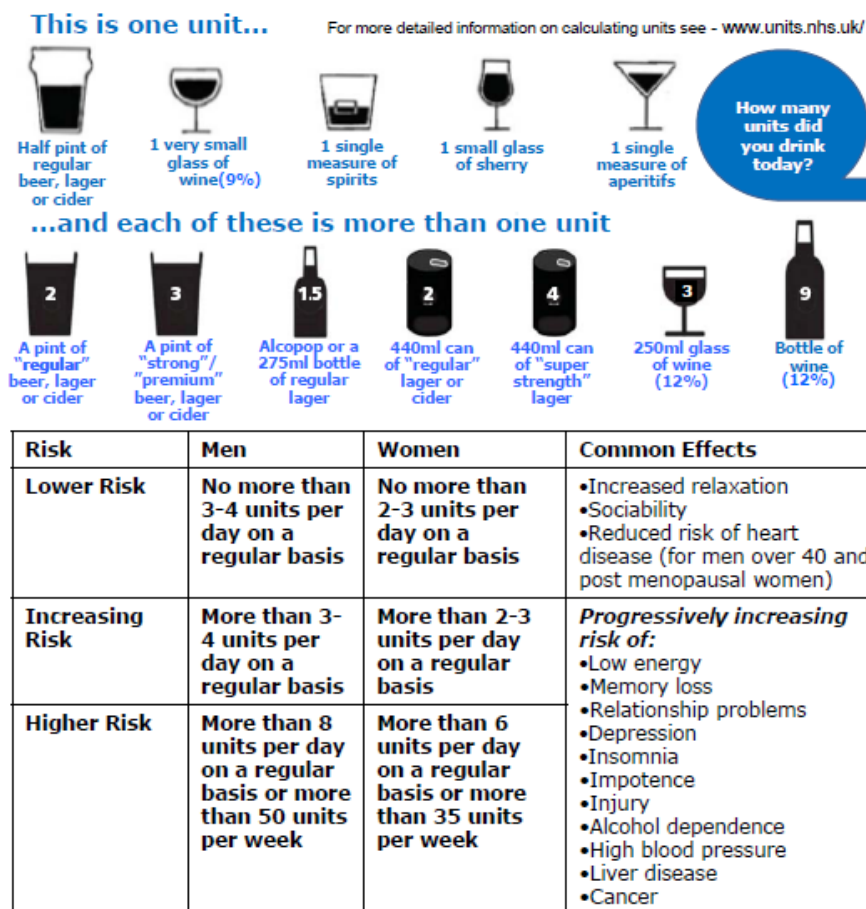 This is one unit...
For more detailed information on calculating units see - www.units.nhs.uk/
How many
units did
you drink
today?
Half pint of
regular
beer, lager
or cider
1 very small
glass of
wine(9%)
1 single
measure of
spirits
1 small glass
of sherry
1 single
measure of
aperitifs
...and each of these is more than one unit
2
3
1.5
2
4
3
9
A pint of
"regular"
beer, lager
or cider
A pint of
"strong"/
"premium"
beer, lager
or cider
Alcopop or a
275ml bottle
of regular
lager
440ml can
of "regular"
lager or
cider
440ml can
of "super
strength"
lager
250ml glass
of wine
(12%)
Bottle of
wine
(12%)
Risk
Men
Women
Common Effects
Lower Risk
No more than
3-4 units per
day on a
regular basis
No more than
2-3 units per
day on a
regular basis
•Increased relaxation
•Sociability
•Reduced risk of heart
disease (for men over 40 and
post menopausal women)
Increasing
Risk
More than 3-
4 units per
day on a
regular basis
More than 2-3
units per day
on a regular
basis
Progressively increasing
risk of:
•Low energy
•Memory loss
•Relationship problems
•Depression
•Insomnia
•Impotence
•Injury
•Alcohol dependence
•High blood pressure
•Liver disease
•Cancer
Higher Risk
More than 8
units per day
on a regular
basis or more
than 50 units
per week
More than 6
units per day
on a regular
basis or more
than 35 units
per week